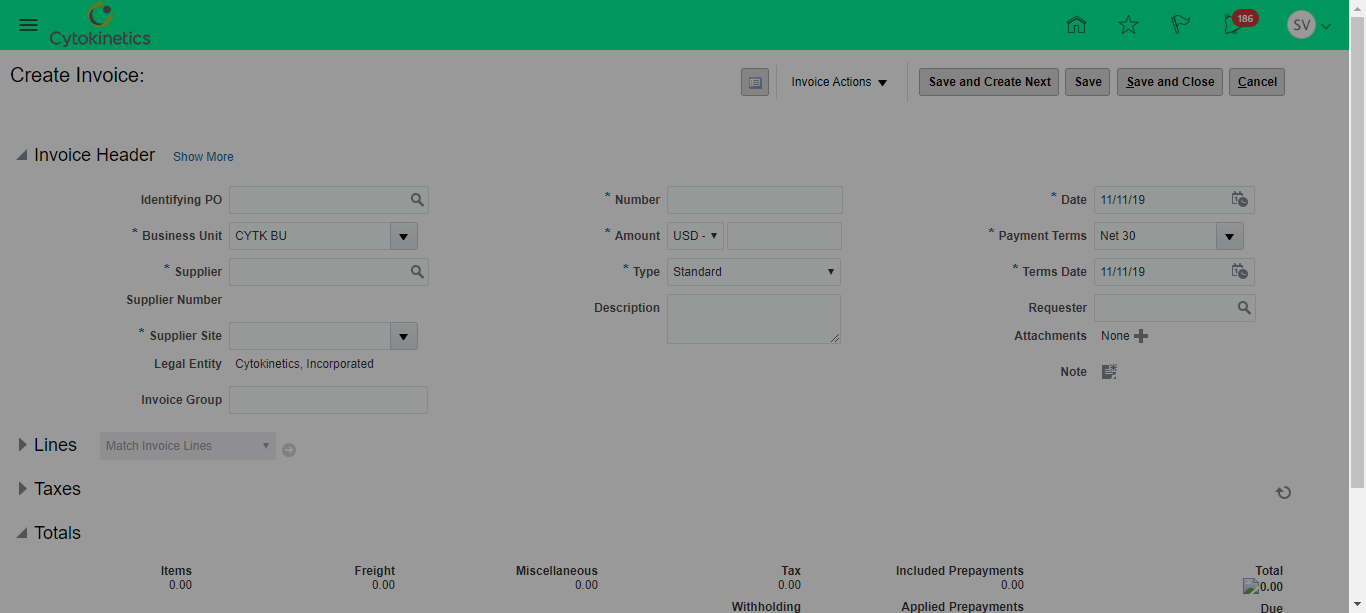 Cytokinetics
186
SV
Create Invoice:
Invoice Actions
Save and Create Next
Save
Save and Close
Cancel
Invoice Header
Show More
Identifying PO
* Business Unit CYTK BU
* Supplier
Supplier Number
* Supplier Site
Legal Entity Cytokinetics, Incorporated
Invoice Group
* Number
* Amount USD -
* Type Standard
Description
* Date 11/11/19
* Payment Terms Net 30
* Terms Date 11/11/19
Requester
Attachments None
Note
Lines
Match Invoice Lines
Taxes
Totals
Items Freight Miscellaneous Tax Included Prepayments Total
0.00 0.00 0.00 0.00 0.00 0.00
Withholding Applied Prepayments Due